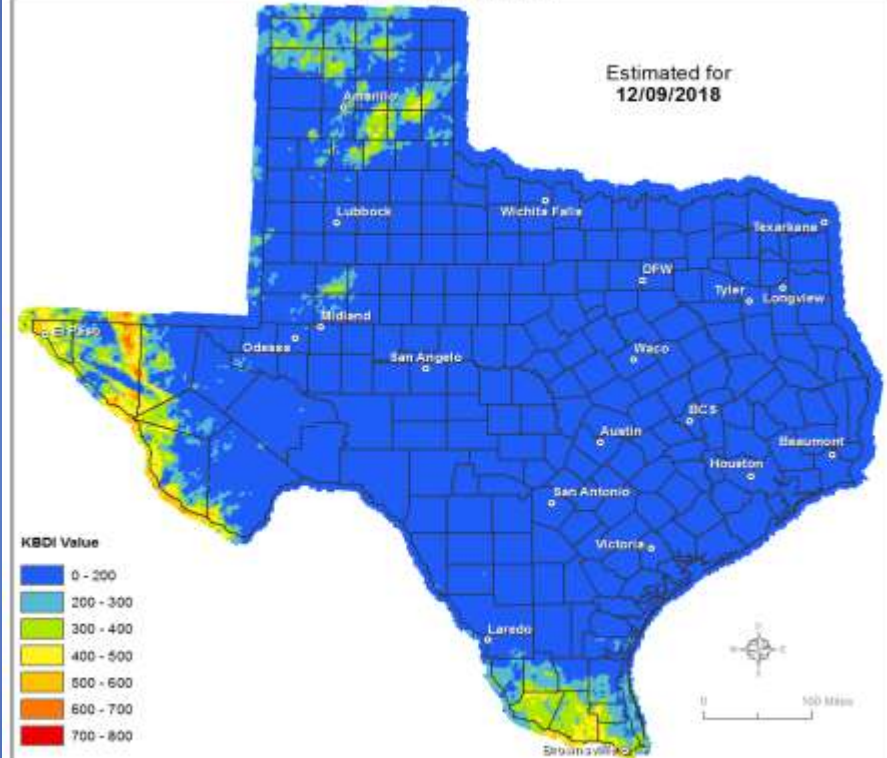 Estimated for
12/09/2018
Amarillo
Lubbock
Wichita Falls
Texarkana
DFW
Tyler
Longview
El Paso
Midland
Odessa
San Angelo
Waco
BCS
Austin
Beaumont
Houston
San Antonio
Victoria
Laredo
Brownsville
KBDI Value
0 - 200
200 - 300
300 - 400
400 - 500
500 - 600
600 - 700
700 - 800
0 100 Miles